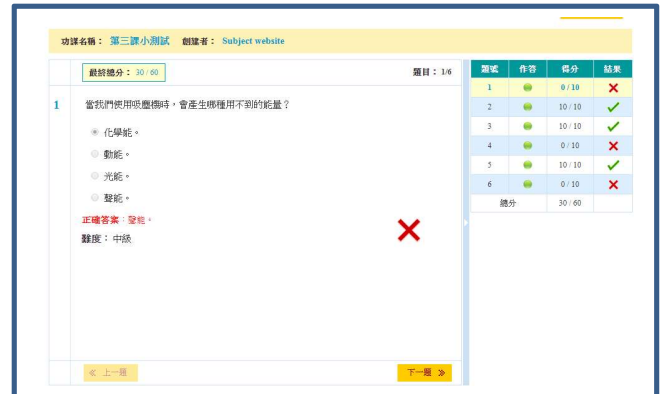 功課名稱： 第三課小測試 創建者： Subject website
最終總分： 30 / 60 題目： 1/6
1 當我們使用吸塵機時，會產生哪種用不到的能量？
化學能。
動能。
光能。
聲能。
正確答案：聲能。
難度：中級
上一題
下一題
題號 作答 得分 結果
1 0 / 10
2 10 / 10
3 10 / 10
4 0 / 10
5 10 / 10
6 0 / 10
總分 30 / 60